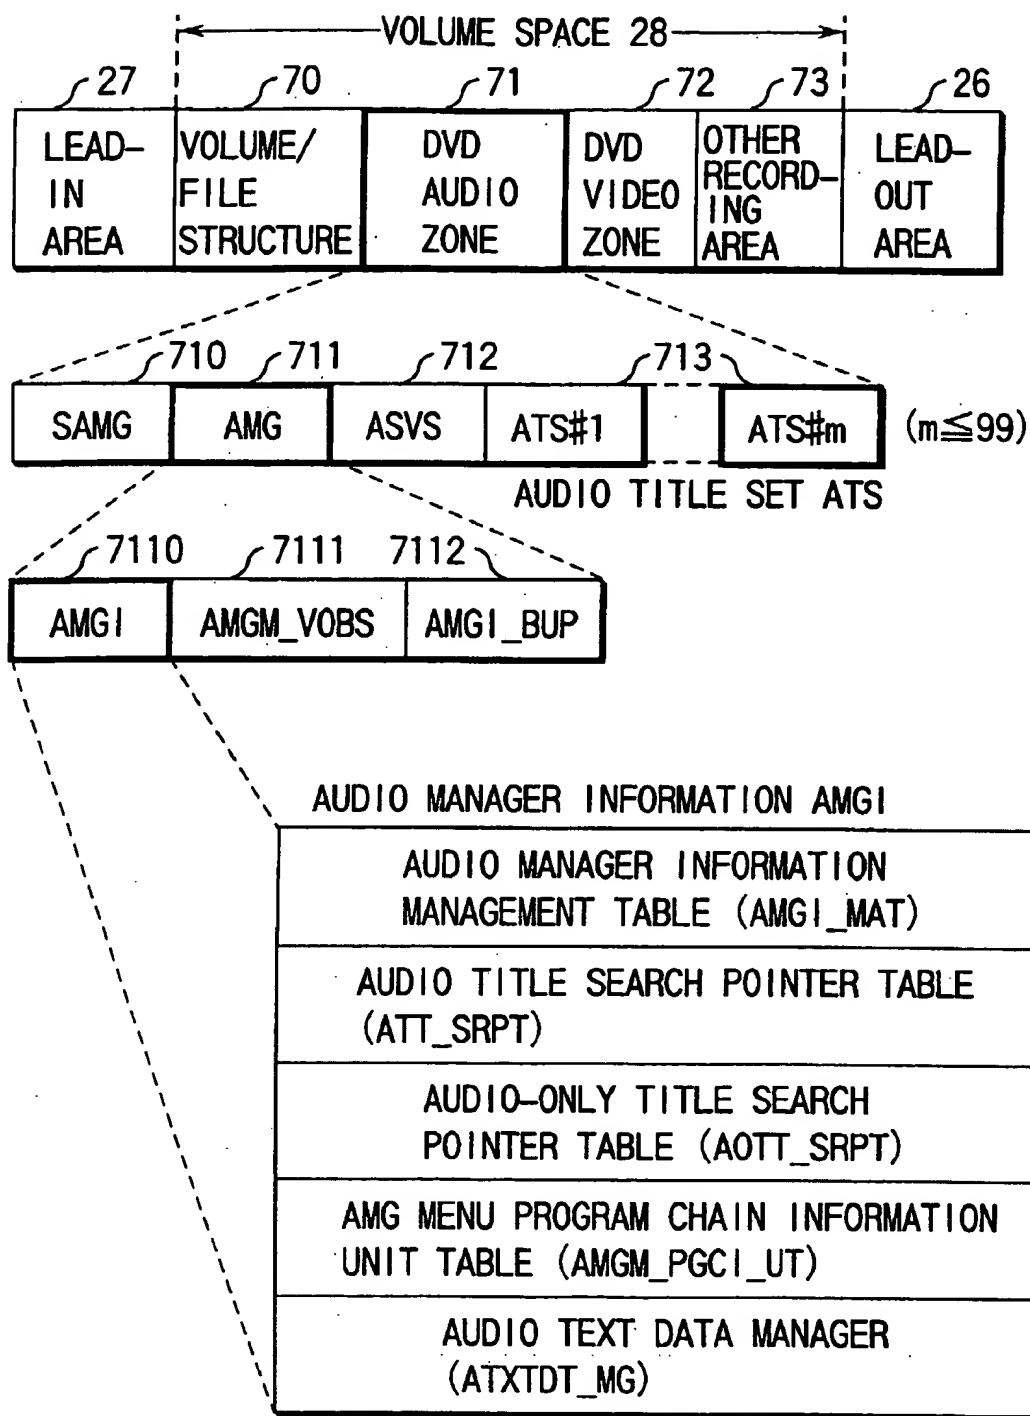 VOLUME SPACE 28
27 70 71 72 73 26
LEAD-IN AREA
VOLUME/FILE STRUCTURE
DVD AUDIO ZONE
DVD VIDEO ZONE
OTHER RECORD-ING AREA
LEAD-OUT AREA
710 711 712 713
SAMG AMG ASVS ATS#1 ATS#m (m≦99)
AUDIO TITLE SET ATS
7110 7111 7112
AMGI AMGM_VOBS AMGI_BUP
AUDIO MANAGER INFORMATION AMGI
AUDIO MANAGER INFORMATION
MANAGEMENT TABLE (AMGI_MAT)
AUDIO TITLE SEARCH POINTER TABLE
(ATT_SRPT)
AUDIO-ONLY TITLE SEARCH
POINTER TABLE (AOTT_SRPT)
AMG MENU PROGRAM CHAIN INFORMATION
UNIT TABLE (AMGM_PGCI_UT)
AUDIO TEXT DATA MANAGER
(ATXTDT_MG)